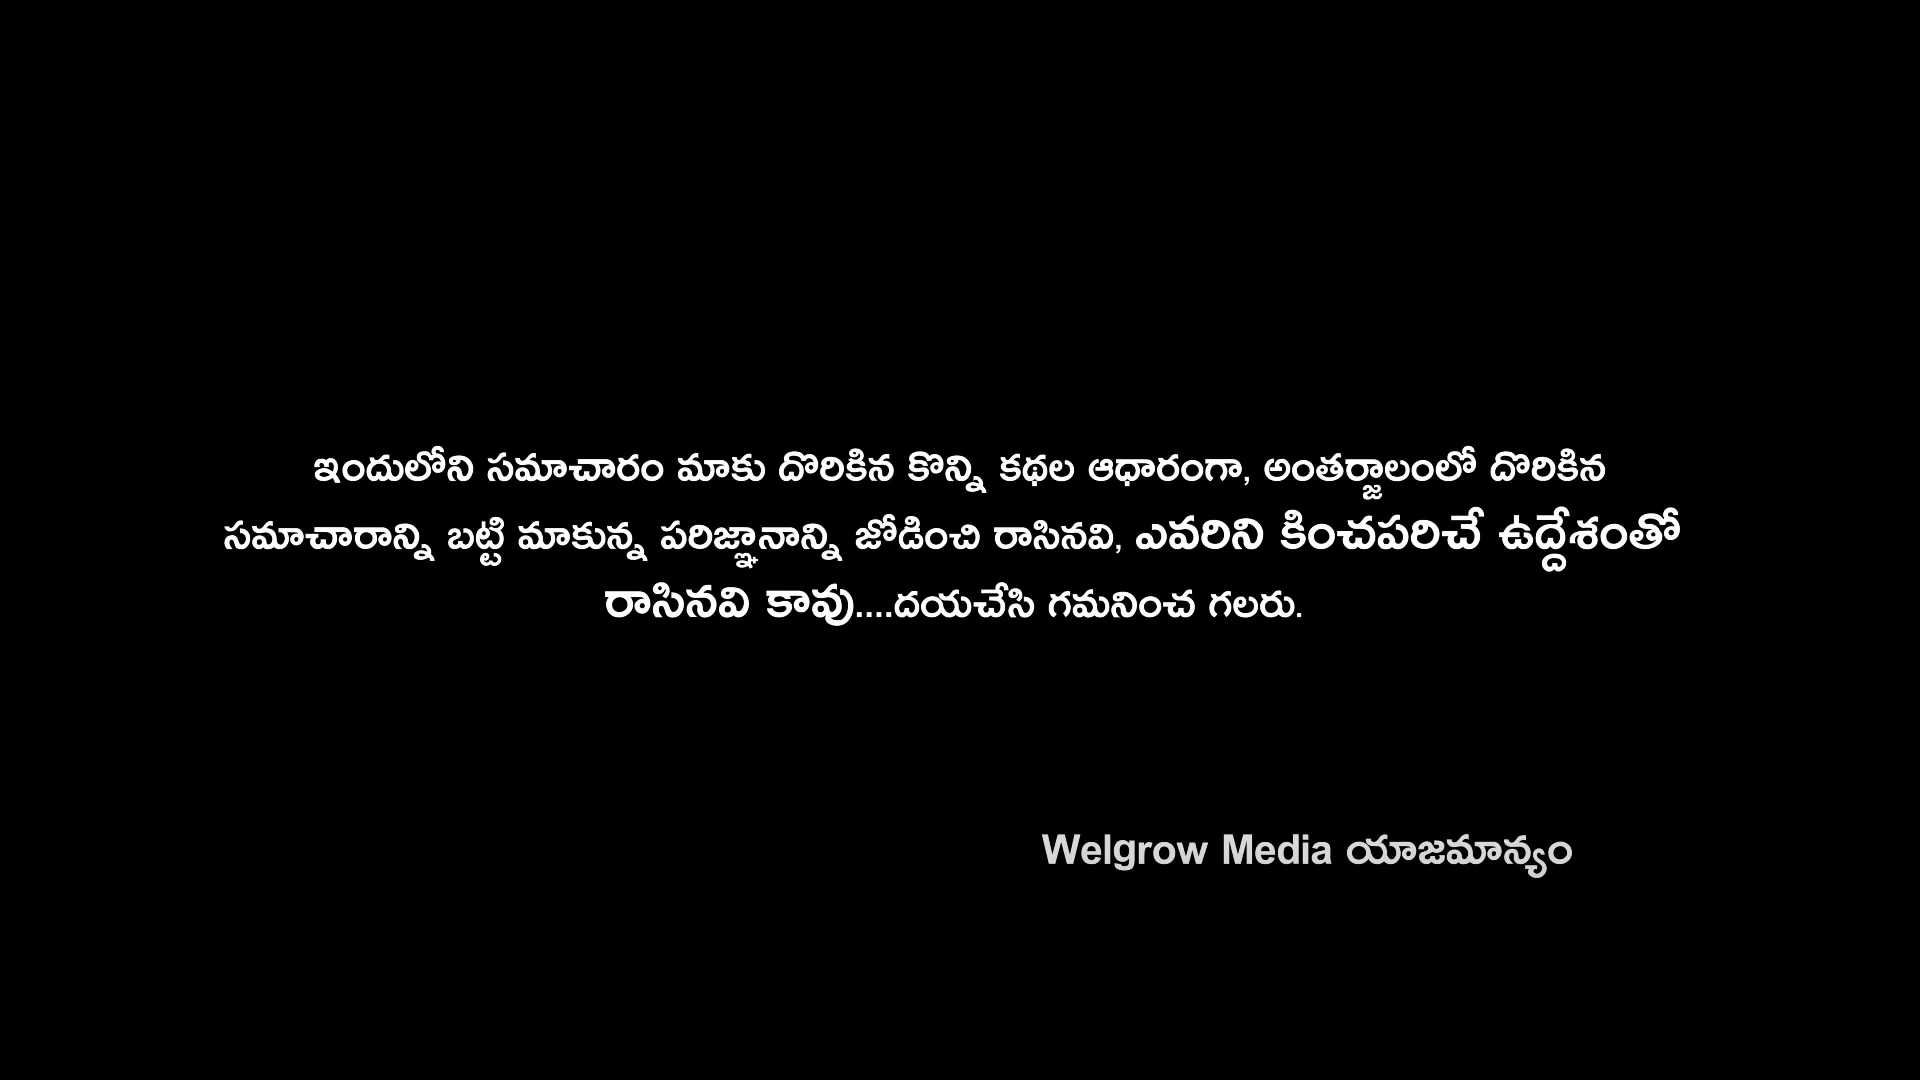 ఇందులోని సమాచారం మాకు దొరికిన కొన్ని కథల ఆధారంగా, అంతర్జాలంలో దొరికిన
సమాచారాన్ని బట్టి మాకున్న పరిజ్ఞానాన్ని జోడించి రాసినవి, ఎవరిని కించపరిచే ఉద్దేశంతో
రాసినవి కావు....దయచేసి గమనించ గలరు.
Welgrow Media యాజమాన్యం